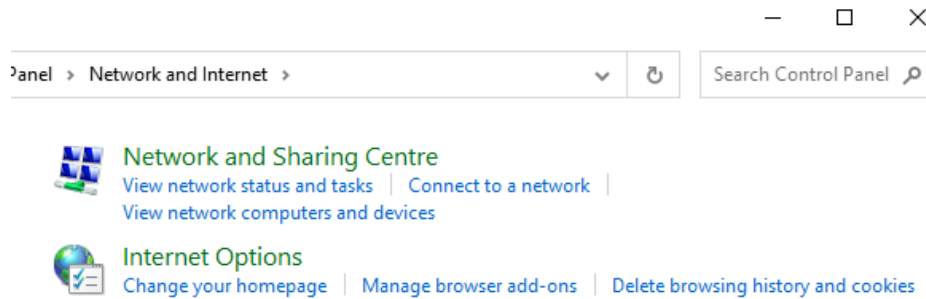 Panel > Network and Internet >
Search Control Panel
Network and Sharing Centre
View network status and tasks | Connect to a network |
View network computers and devices
Internet Options
Change your homepage | Manage browser add-ons | Delete browsing history and cookies